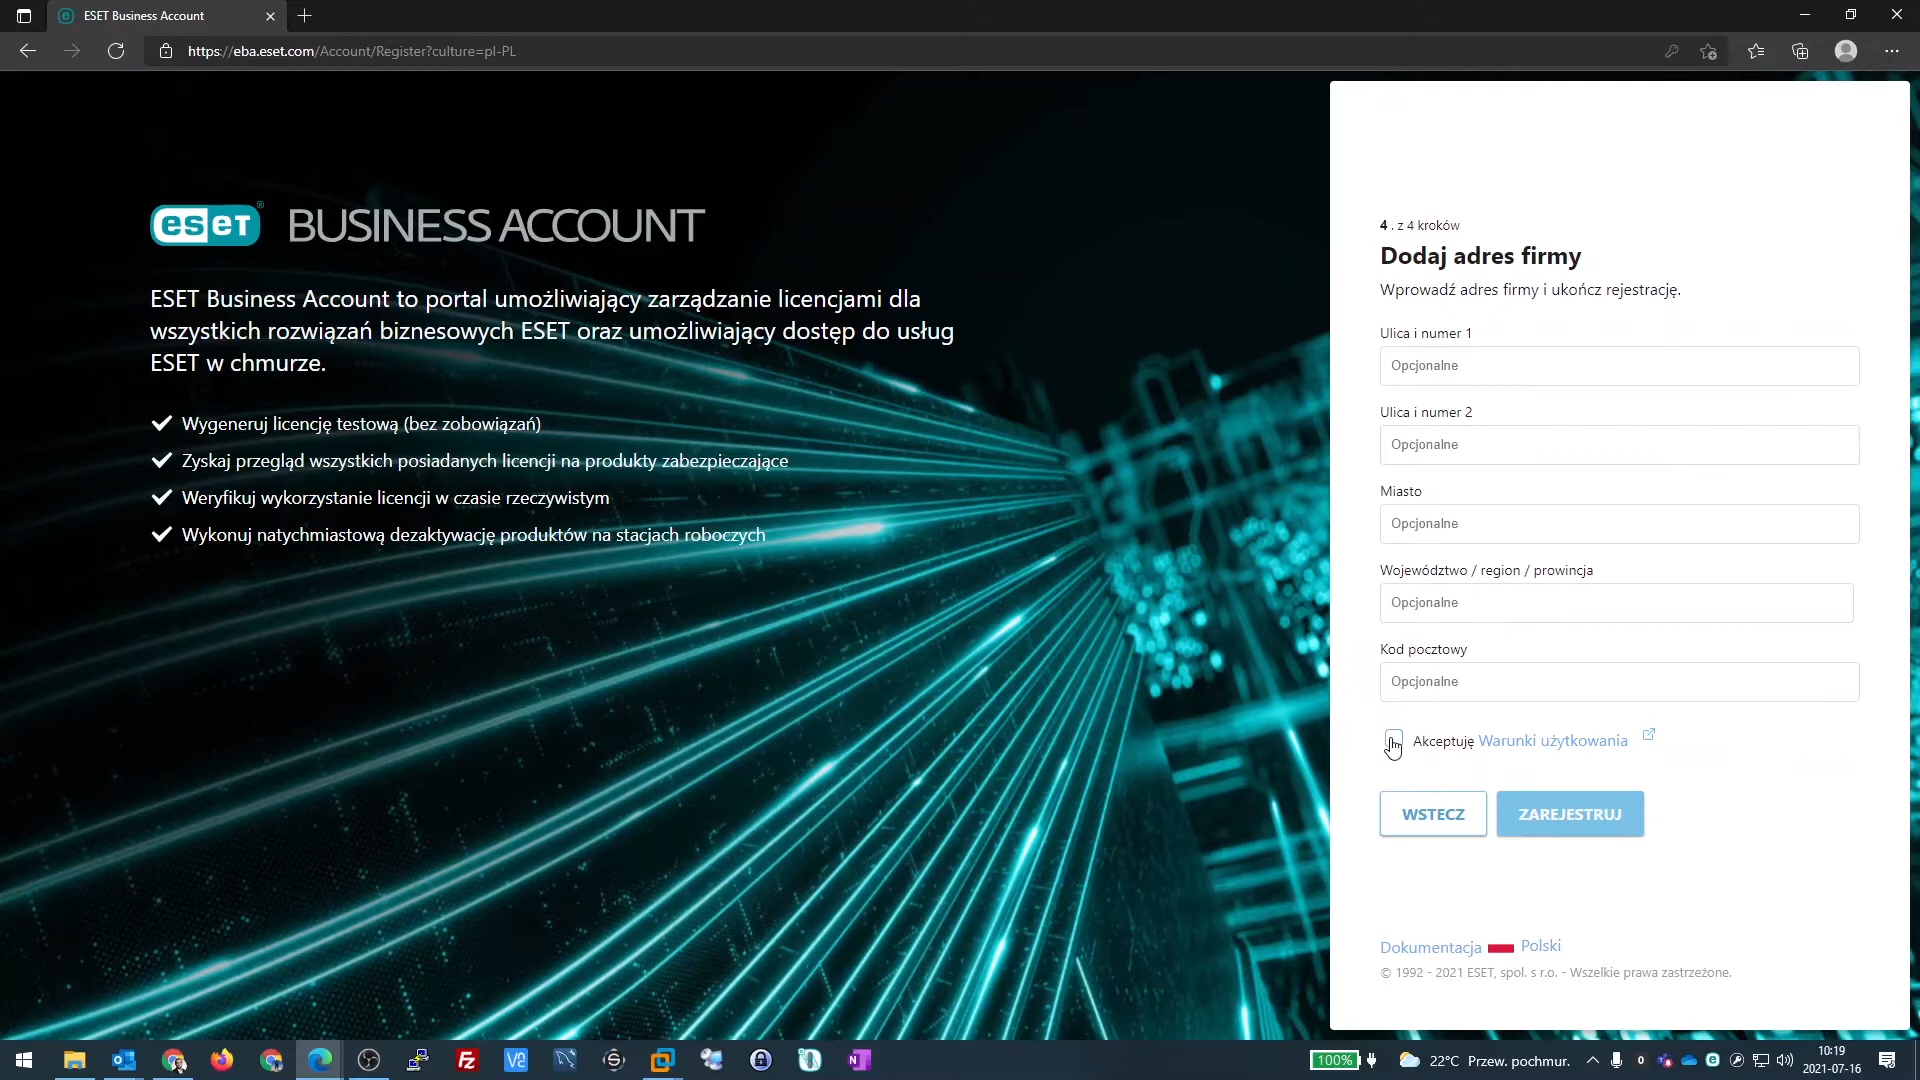 ESET Business Account
https://eba.eset.com/Account/Register?culture=pl-PL
eseT® BUSINESS ACCOUNT
ESET Business Account to portal umożliwiający zarządzanie licencjami dla
wszystkich rozwiązań biznesowych ESET oraz umożliwiający dostęp do usług
ESET w chmurze.
Wygeneruj licencję testową (bez zobowiązań)
Zyskaj przegląd wszystkich posiadanych licencji na produkty zabezpieczające
Weryfikuj wykorzystanie licencji w czasie rzeczywistym
Wykonuj natychmiastową dezaktywację produktów na stacjach roboczych
4 . z 4 kroków
Dodaj adres firmy
Wprowadź adres firmy i ukończ rejestrację.
Ulica i numer 1
Opcjonalne
Ulica i numer 2
Opcjonalne
Miasto
Opcjonalne
Województwo / region / prowincja
Opcjonalne
Kod pocztowy
Opcjonalne
Akceptuję Warunki użytkowania
WSTECZ ZAREJESTRUJ
Dokumentacja Polski
© 1992 - 2021 ESET, spol. s r.o. - Wszelkie prawa zastrzeżone.
100% 22°C Przew. pochmur. 10:19
2021-07-16